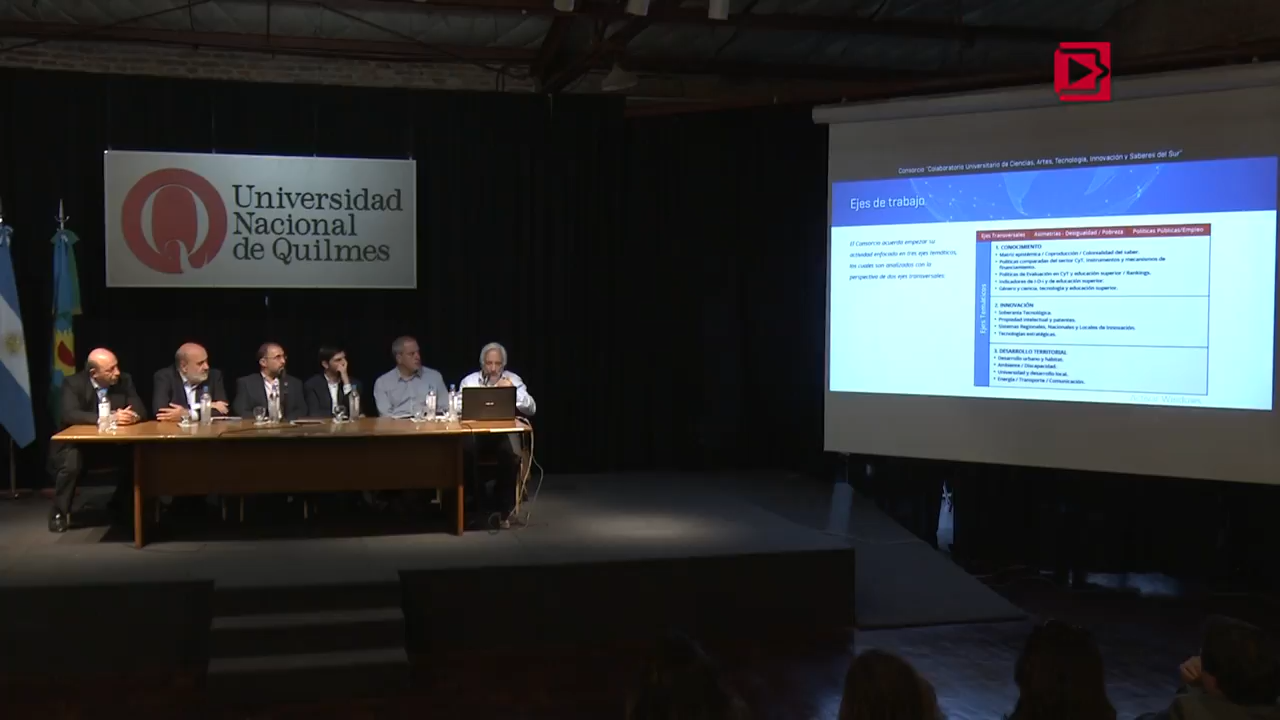 Universidad
Nacional
de Quilmes
Consorcio "Colaboratorio Universitario de Ciencias, Artes, Tecnología, Innovación y Saberes del Sur"
Ejes de trabajo
El Consorcio acuerda empezar su
actividad enfocada en tres ejes temáticos,
los cuales son analizados con la
perspectiva de dos ejes transversales:
Ejes Transversales Asimetrías - Desigualdad / Pobreza Políticas Públicas/Empleo
Ejes Temáticos
1. CONOCIMIENTO
• Matriz epistémica / Coproducción / Colonialidad del saber.
• Políticas comparadas del sector CyT. Instrumentos y mecanismos de
financiamiento.
• Políticas de Evaluación en CyT y educación superior / Rankings.
• Indicadores de I-D-i y de educación superior.
• Género y ciencia, tecnología y educación superior.
2. INNOVACIÓN
• Soberanía Tecnológica.
• Propiedad intelectual y patentes.
• Sistemas Regionales, Nacionales y Locales de Innovación.
• Tecnologías estratégicas.
3. DESARROLLO TERRITORIAL
• Desarrollo urbano y hábitat.
• Ambiente / Discapacidad.
• Universidad y desarrollo local.
• Energía / Transporte / Comunicación.
Windows